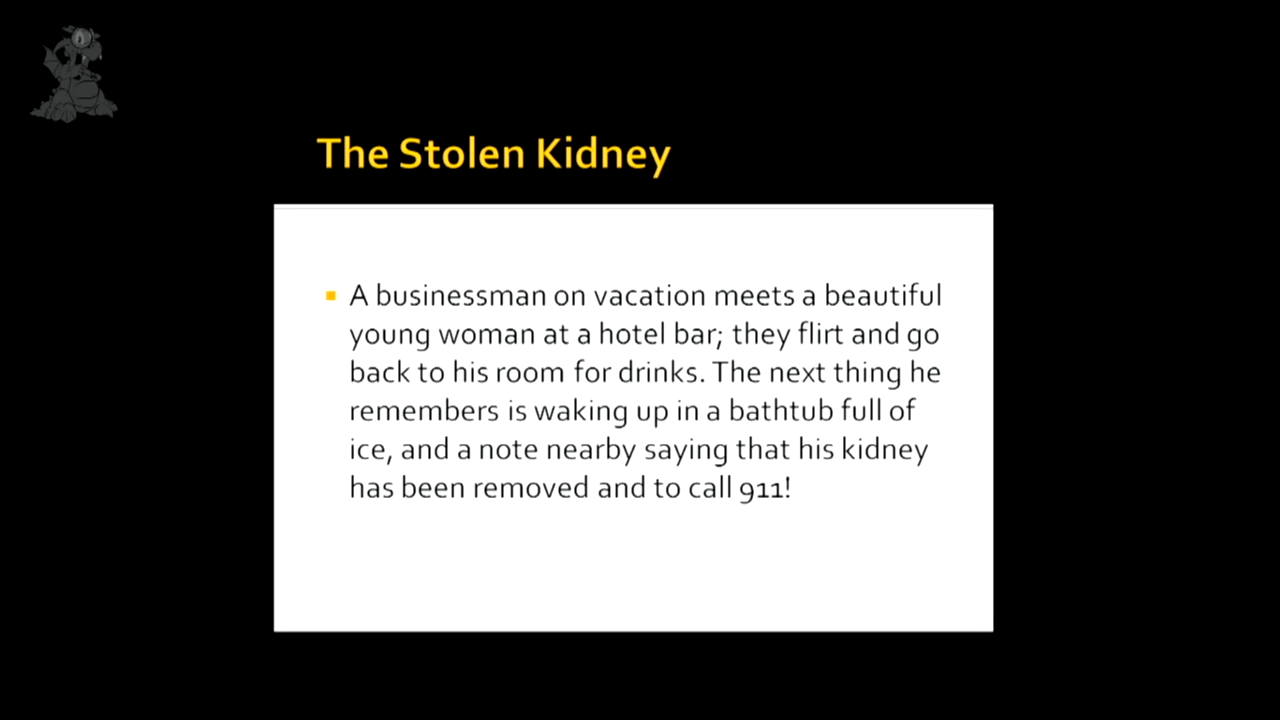 The Stolen Kidney
A businessman on vacation meets a beautiful
young woman at a hotel bar; they flirt and go
back to his room for drinks. The next thing he
remembers is waking up in a bathtub full of
ice, and a note nearby saying that his kidney
has been removed and to call 911!